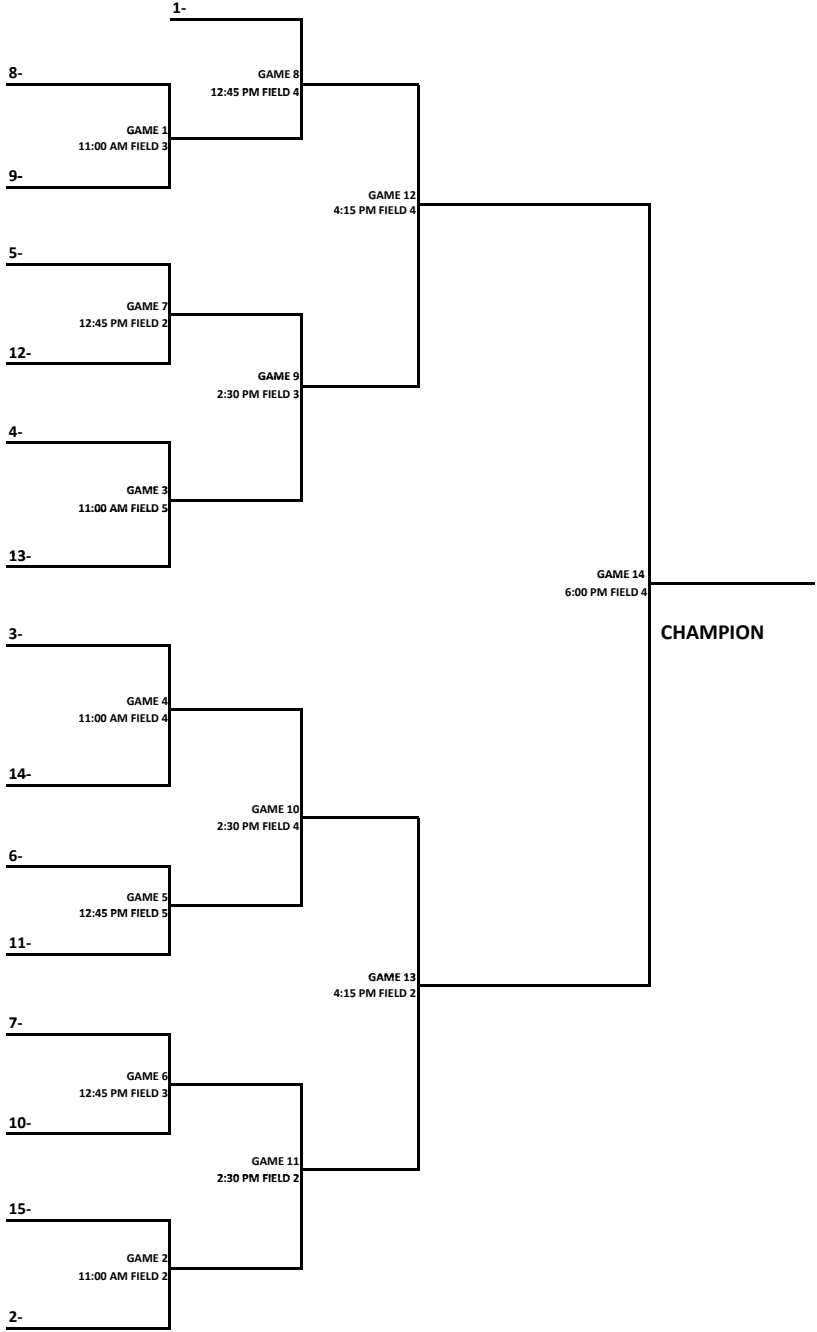 1-
8-
GAME 8
12:45 PM FIELD 4
GAME 1
11:00 AM FIELD 3
9-
GAME 12
4:15 PM FIELD 4
5-
GAME 7
12:45 PM FIELD 2
12-
GAME 9
2:30 PM FIELD 3
4-
GAME 3
11:00 AM FIELD 5
13-
GAME 14
6:00 PM FIELD 4
CHAMPION
3-
GAME 4
11:00 AM FIELD 4
14-
GAME 10
2:30 PM FIELD 4
6-
GAME 5
12:45 PM FIELD 5
11-
GAME 13
4:15 PM FIELD 2
7-
GAME 6
12:45 PM FIELD 3
10-
GAME 11
2:30 PM FIELD 2
15-
GAME 2
11:00 AM FIELD 2
2-